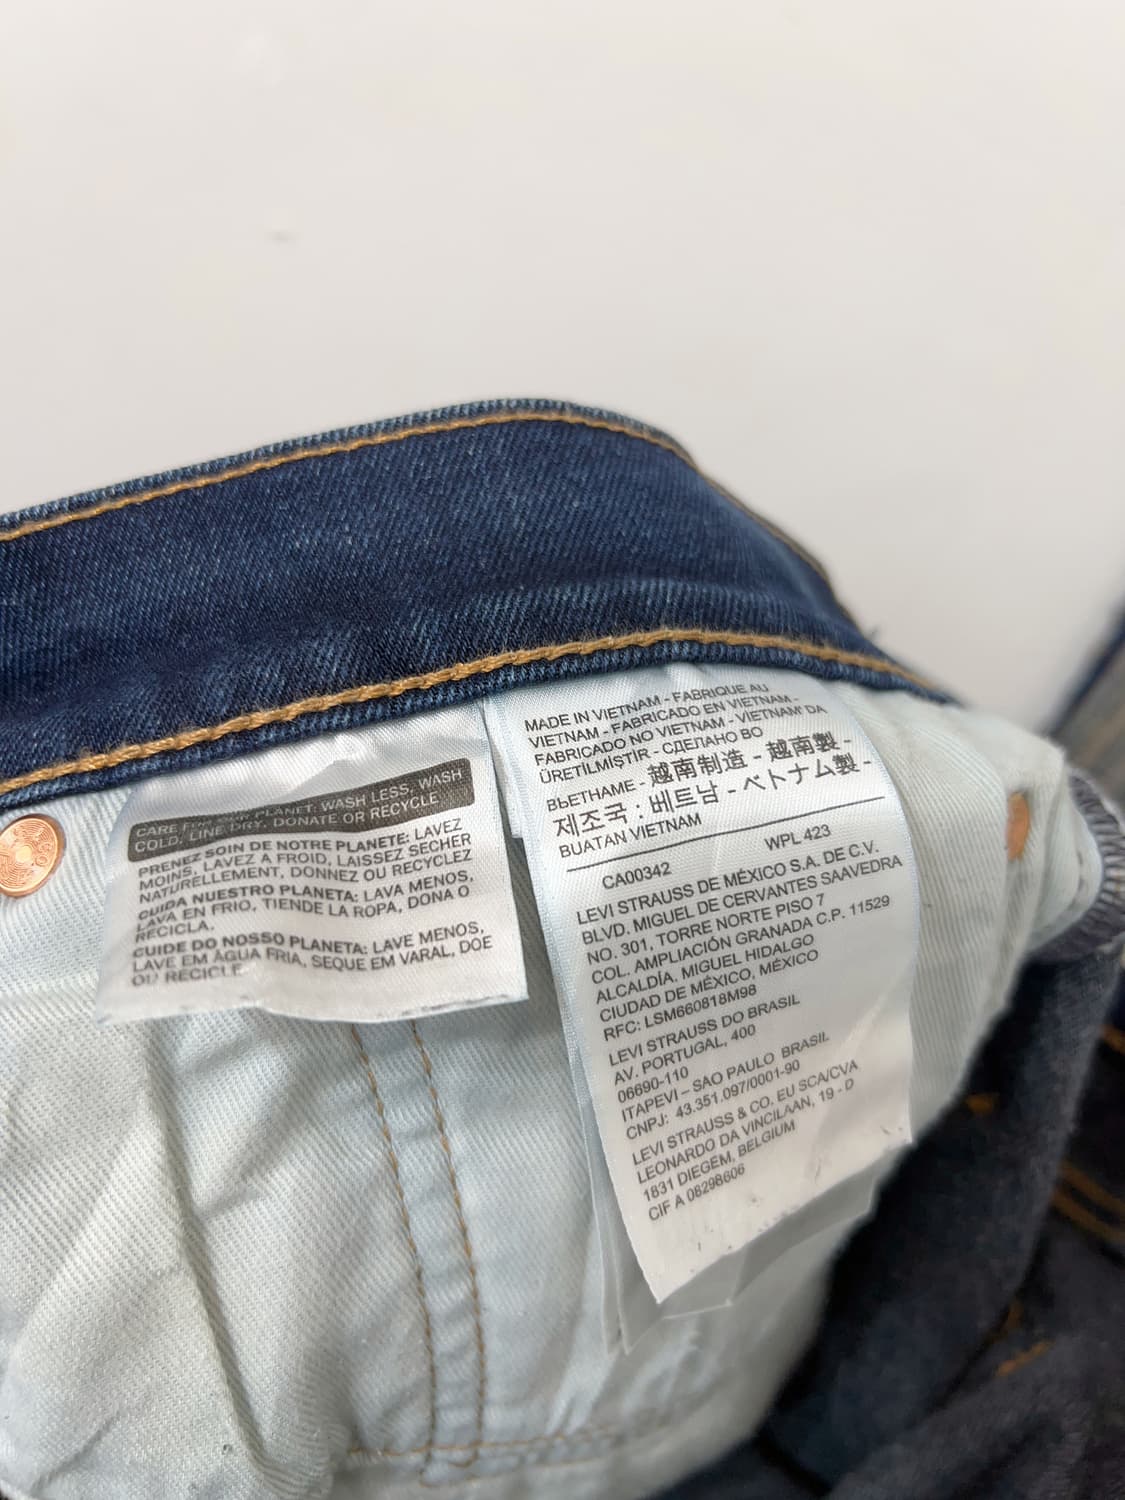 CARE FOR OUR PLANET: WASH LESS, WASH
COLD, LINE DRY, DONATE OR RECYCLE
PRENEZ SOIN DE NOTRE PLANETE: LAVEZ
MOINS, LAVEZ A FROID, LAISSEZ SECHER
NATURELLEMENT, DONNEZ OU RECYCLEZ
CUIDA NUESTRO PLANETA: LAVA MENOS,
LAVA EN FRIO, TIENDE LA ROPA, DONA O
RECICLA.
CUIDE DO NOSSO PLANETA: LAVE MENOS,
LAVE EM AGUA FRIA, SEQUE EM VARAL, DOE
OU RECICLE
MADE IN VIETNAM - FABRIQUE AU
VIETNAM - FABRICADO EN VIETNAM -
FABRICADO NO VIETNAM - VIETNAM'DA
ÜRETILMIŞTIR - СДЕЛАНО ВО
ВЬЕТНАМЕ - 越南制造 - 越南製 -
제조국 : 베트남 - ベトナム製 -
BUATAN VIETNAM
CA00342 WPL 423
LEVI STRAUSS DE MÉXICO S.A. DE C.V.
BLVD. MIGUEL DE CERVANTES SAAVEDRA
NO. 301, TORRE NORTE PISO 7
COL. AMPLIACIÓN GRANADA C.P. 11529
ALCALDÍA. MIGUEL HIDALGO
CIUDAD DE MÉXICO, MÉXICO
RFC: LSM660818M98
LEVI STRAUSS DO BRASIL
AV. PORTUGAL, 400
06690-110
ITAPEVI – SAO PAULO BRASIL
CNPJ: 43.351.097/0001-90
LEVI STRAUSS & CO. EU SCA/CVA
LEONARDO DA VINCILAAN, 19 - D
1831 DIEGEM, BELGIUM
CIF A 08298606